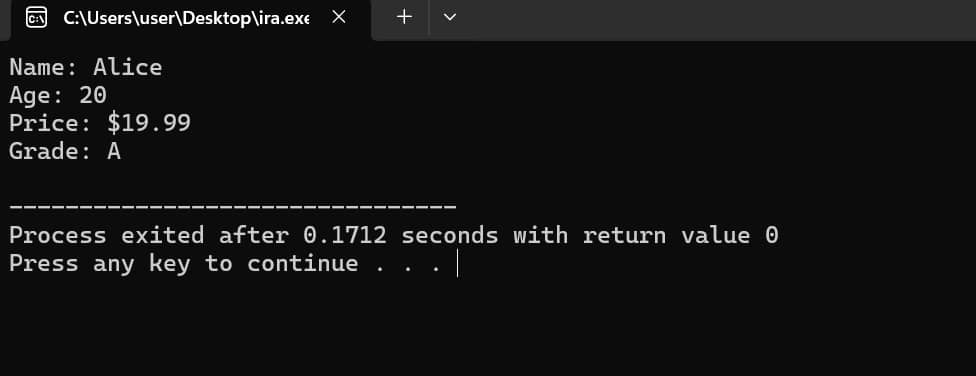 C:\Users\user\Desktop\ira.exe
Name: Alice
Age: 20
Price: $19.99
Grade: A
--------------------------------
Process exited after 0.1712 seconds with return value 0
Press any key to continue . . .